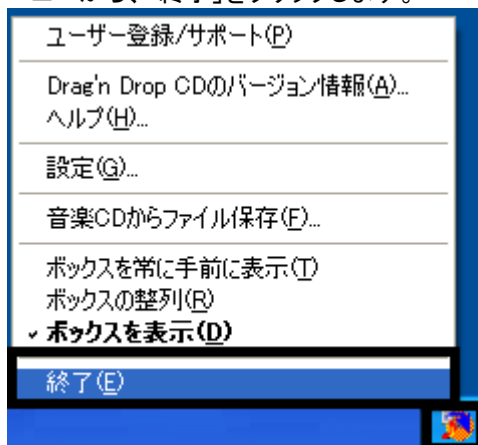 ユーザー登録/サポート(P)
Drag'n Drop CDのバージョン情報(A)...
ヘルプ(H)...
設定(G)...
音楽CDからファイル保存(F)...
ボックスを常に手前に表示(T)
ボックスの整列(R)
✓ ボックスを表示(D)
終了(E)